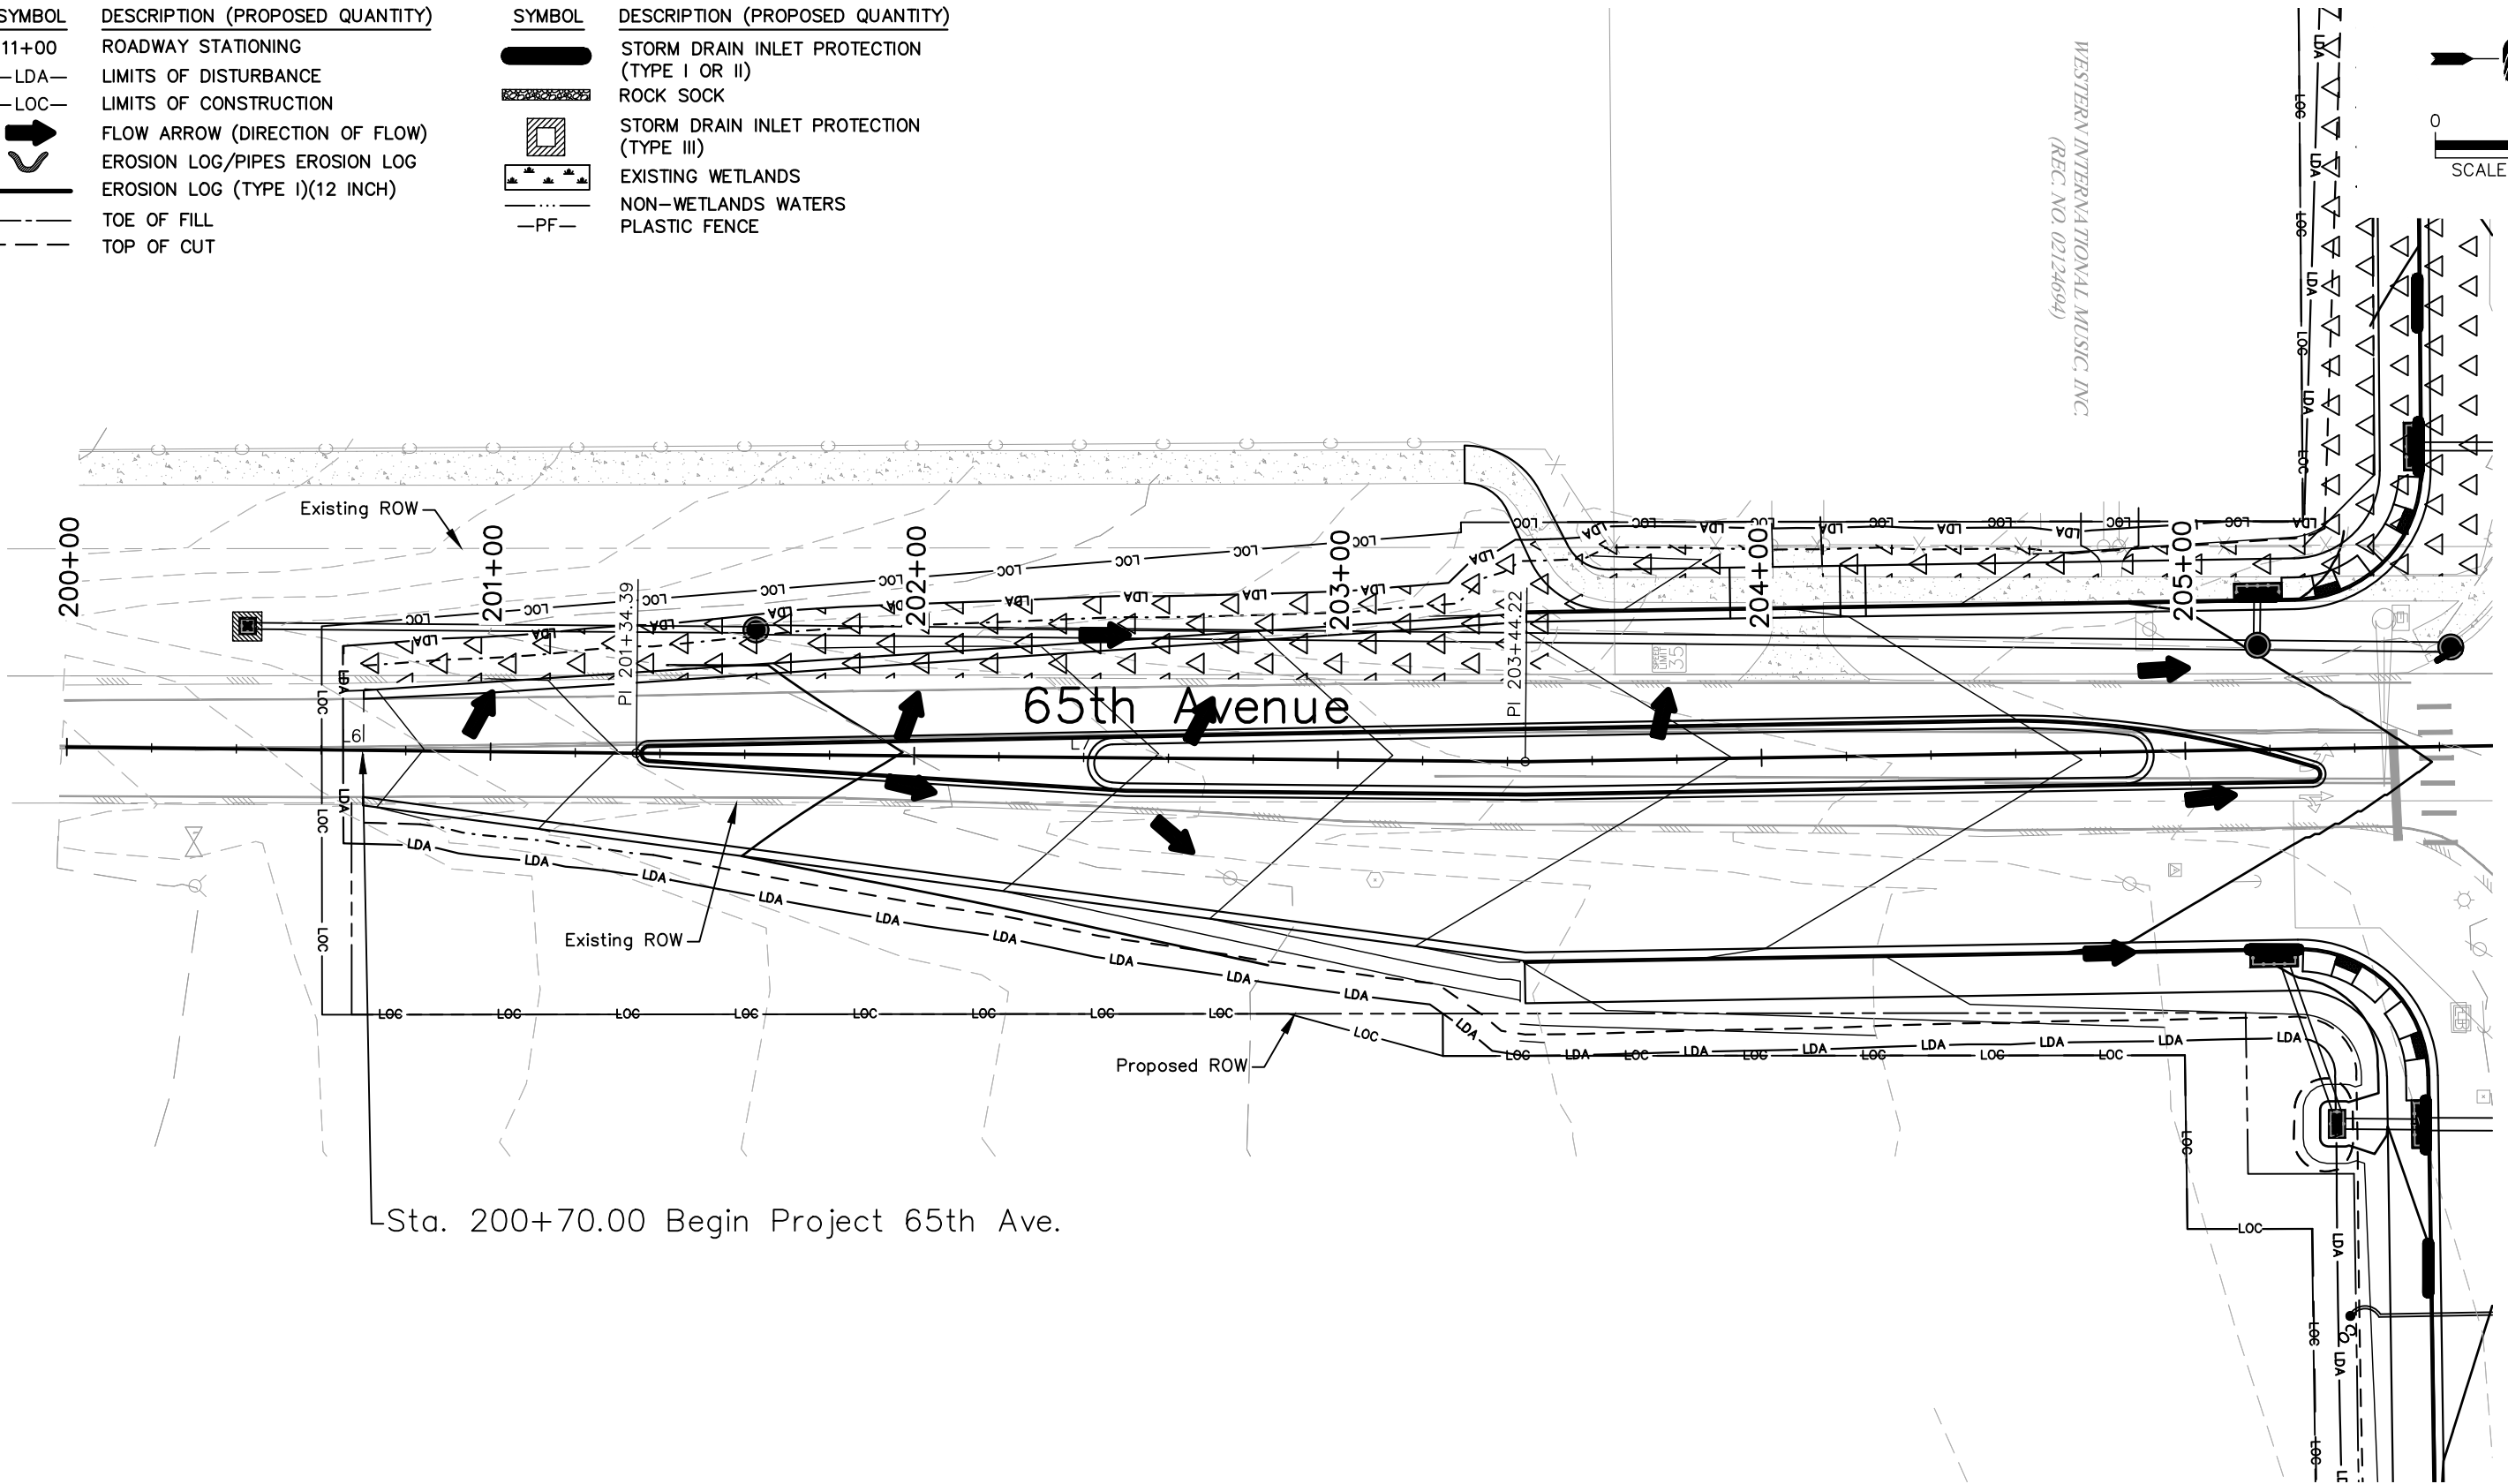 SYMBOL DESCRIPTION (PROPOSED QUANTITY)
11+00 ROADWAY STATIONING
—LDA— LIMITS OF DISTURBANCE
—LOC— LIMITS OF CONSTRUCTION
FLOW ARROW (DIRECTION OF FLOW)
EROSION LOG/PIPES EROSION LOG
EROSION LOG (TYPE I)(12 INCH)
TOE OF FILL
TOP OF CUT
SYMBOL DESCRIPTION (PROPOSED QUANTITY)
STORM DRAIN INLET PROTECTION
(TYPE I OR II)
ROCK SOCK
STORM DRAIN INLET PROTECTION
(TYPE III)
EXISTING WETLANDS
NON-WETLANDS WATERS
—PF— PLASTIC FENCE
WESTERN INTERNATIONAL MUSIC, INC.
(REC. NO. 02124694)
0
SCALE
Existing ROW
200+00
201+00
202+00
203+00
204+00
205+00
PI 201+34.39
PI 203+44.22
SPEED
LIMIT
35
65th Avenue
Existing ROW
Proposed ROW
Sta. 200+70.00 Begin Project 65th Ave.
LOC
LDA